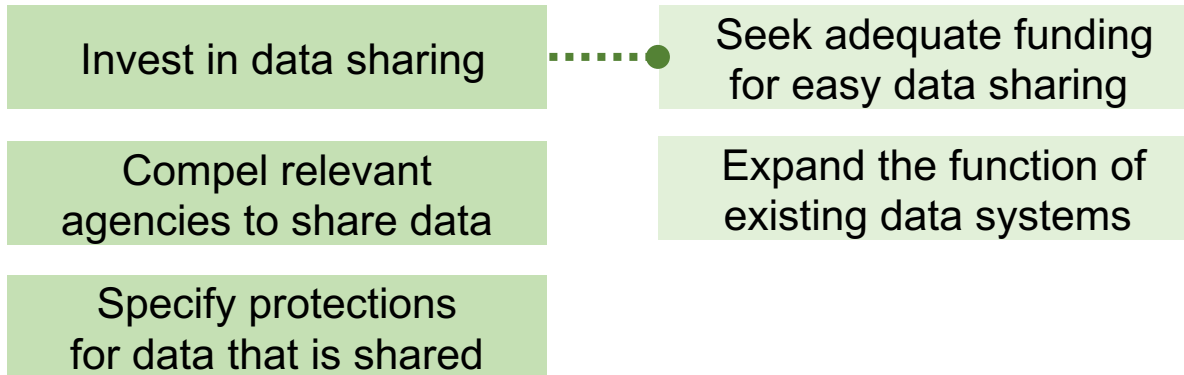 Invest in data sharing
Seek adequate funding
for easy data sharing
Compel relevant
agencies to share data
Expand the function of
existing data systems
Specify protections
for data that is shared